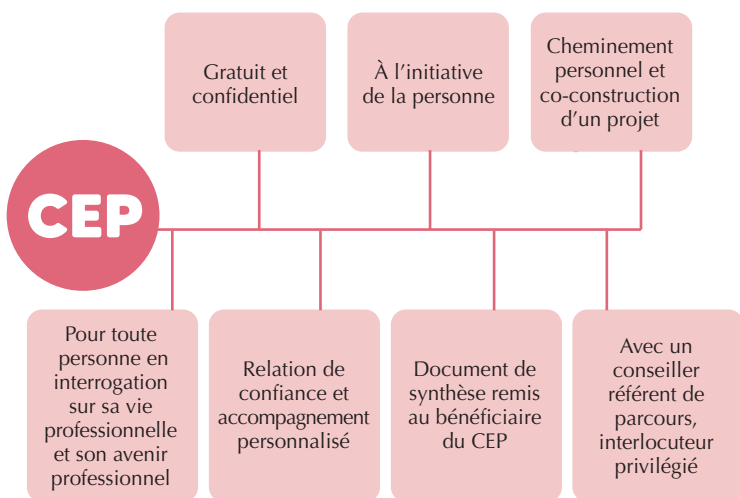 Gratuit et
confidentiel
À l’initiative
de la personne
Cheminement
personnel et
co-construction
d’un projet
CEP
Pour toute
personne en
interrogation
sur sa vie
professionnelle
et son avenir
professionnel
Relation de
confiance et
accompagnement
personnalisé
Document de
synthèse remis
au bénéficiaire
du CEP
Avec un
conseiller
référent de
parcours,
interlocuteur
privilégié